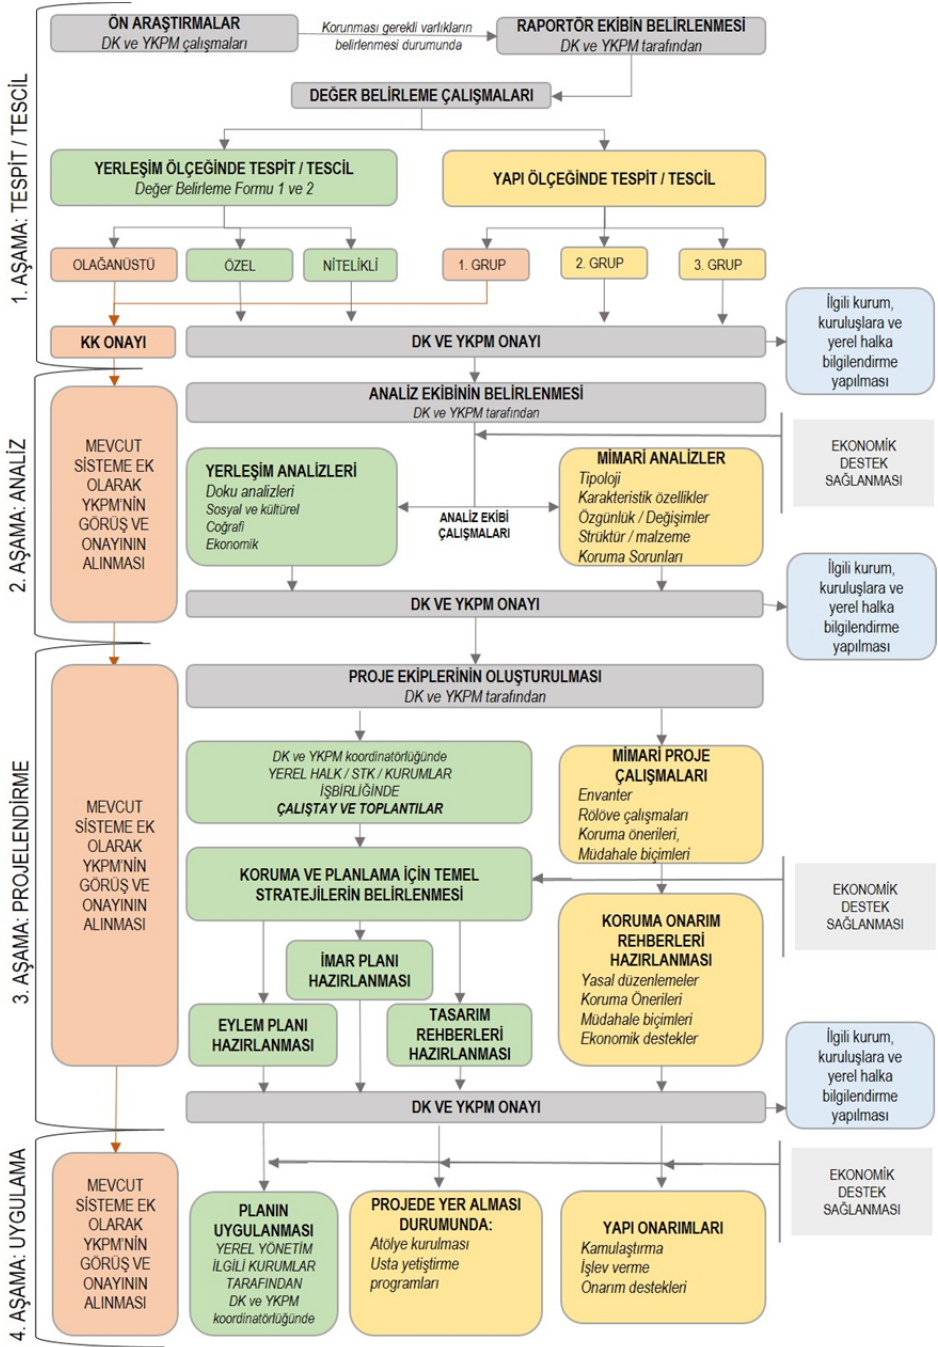 1. AŞAMA: TESPİT / TESCİL
ÖN ARAŞTIRMALAR
DK ve YKPM çalışmaları
Korunması gerekli varlıkların
belirlenmesi durumunda
RAPORTÖR EKİBİN BELİRLENMESİ
DK ve YKPM tarafından
DEĞER BELİRLEME ÇALIŞMALARI
YERLEŞİM ÖLÇEĞİNDE TESPİT / TESCİL
Değer Belirleme Formu 1 ve 2
YAPI ÖLÇEĞİNDE TESPİT / TESCİL
OLAĞANÜSTÜ
ÖZEL
NİTELİKLİ
1. GRUP
2. GRUP
3. GRUP
KK ONAYI
DK VE YKPM ONAYI
İlgili kurum,
kuruluşlara ve
yerel halka
bilgilendirme
yapılması
2. AŞAMA: ANALİZ
MEVCUT
SİSTEME EK
OLARAK
YKPM'NİN
GÖRÜŞ VE
ONAYININ
ALINMASI
ANALİZ EKİBİNİN BELİRLENMESİ
DK ve YKPM tarafından
EKONOMİK
DESTEK
SAĞLANMASI
YERLEŞİM ANALİZLERİ
Doku analizleri
Sosyal ve kültürel
Coğrafi
Ekonomik
ANALİZ EKİBİ
ÇALIŞMALARI
MİMARİ ANALİZLER
Tipoloji
Karakteristik özellikler
Özgünlük / Değişimler
Strüktür / malzeme
Koruma Sorunları
DK VE YKPM ONAYI
İlgili kurum,
kuruluşlara ve
yerel halka
bilgilendirme
yapılması
3. AŞAMA: PROJELENDİRME
MEVCUT
SİSTEME EK
OLARAK
YKPM'NİN
GÖRÜŞ VE
ONAYININ
ALINMASI
PROJE EKİPLERİNİN OLUŞTURULMASI
DK ve YKPM tarafından
DK ve YKPM koordinatörlüğünde
YEREL HALK / STK / KURUMLAR
İŞBİRLİĞİNDE
ÇALIŞTAY VE TOPLANTILAR
MİMARİ PROJE
ÇALIŞMALARI
Envanter
Rölöve çalışmaları
Koruma önerileri,
Müdahale biçimleri
KORUMA VE PLANLAMA İÇİN TEMEL
STRATEJİLERİN BELİRLENMESİ
EKONOMİK
DESTEK
SAĞLANMASI
İMAR PLANI
HAZIRLANMASI
EYLEM PLANI
HAZIRLANMASI
TASARIM
REHBERLERİ
HAZIRLANMASI
KORUMA ONARIM
REHBERLERİ
HAZIRLANMASI
Yasal düzenlemeler
Koruma Önerileri
Müdahale biçimleri
Ekonomik destekler
DK VE YKPM ONAYI
İlgili kurum,
kuruluşlara ve
yerel halka
bilgilendirme
yapılması
4. AŞAMA: UYGULAMA
MEVCUT
SİSTEME EK
OLARAK
YKPM'NİN
GÖRÜŞ VE
ONAYININ
ALINMASI
EKONOMİK
DESTEK
SAĞLANMASI
PLANIN
UYGULANMASI
YEREL YÖNETİM
İLGİLİ KURUMLAR
TARAFINDAN
DK ve YKPM
koordinatörlüğünde
PROJEDE YER ALMASI
DURUMUNDA:
Atölye kurulması
Usta yetiştirme
programları
YAPI ONARIMLARI
Kamulaştırma
İşlev verme
Onarım destekleri